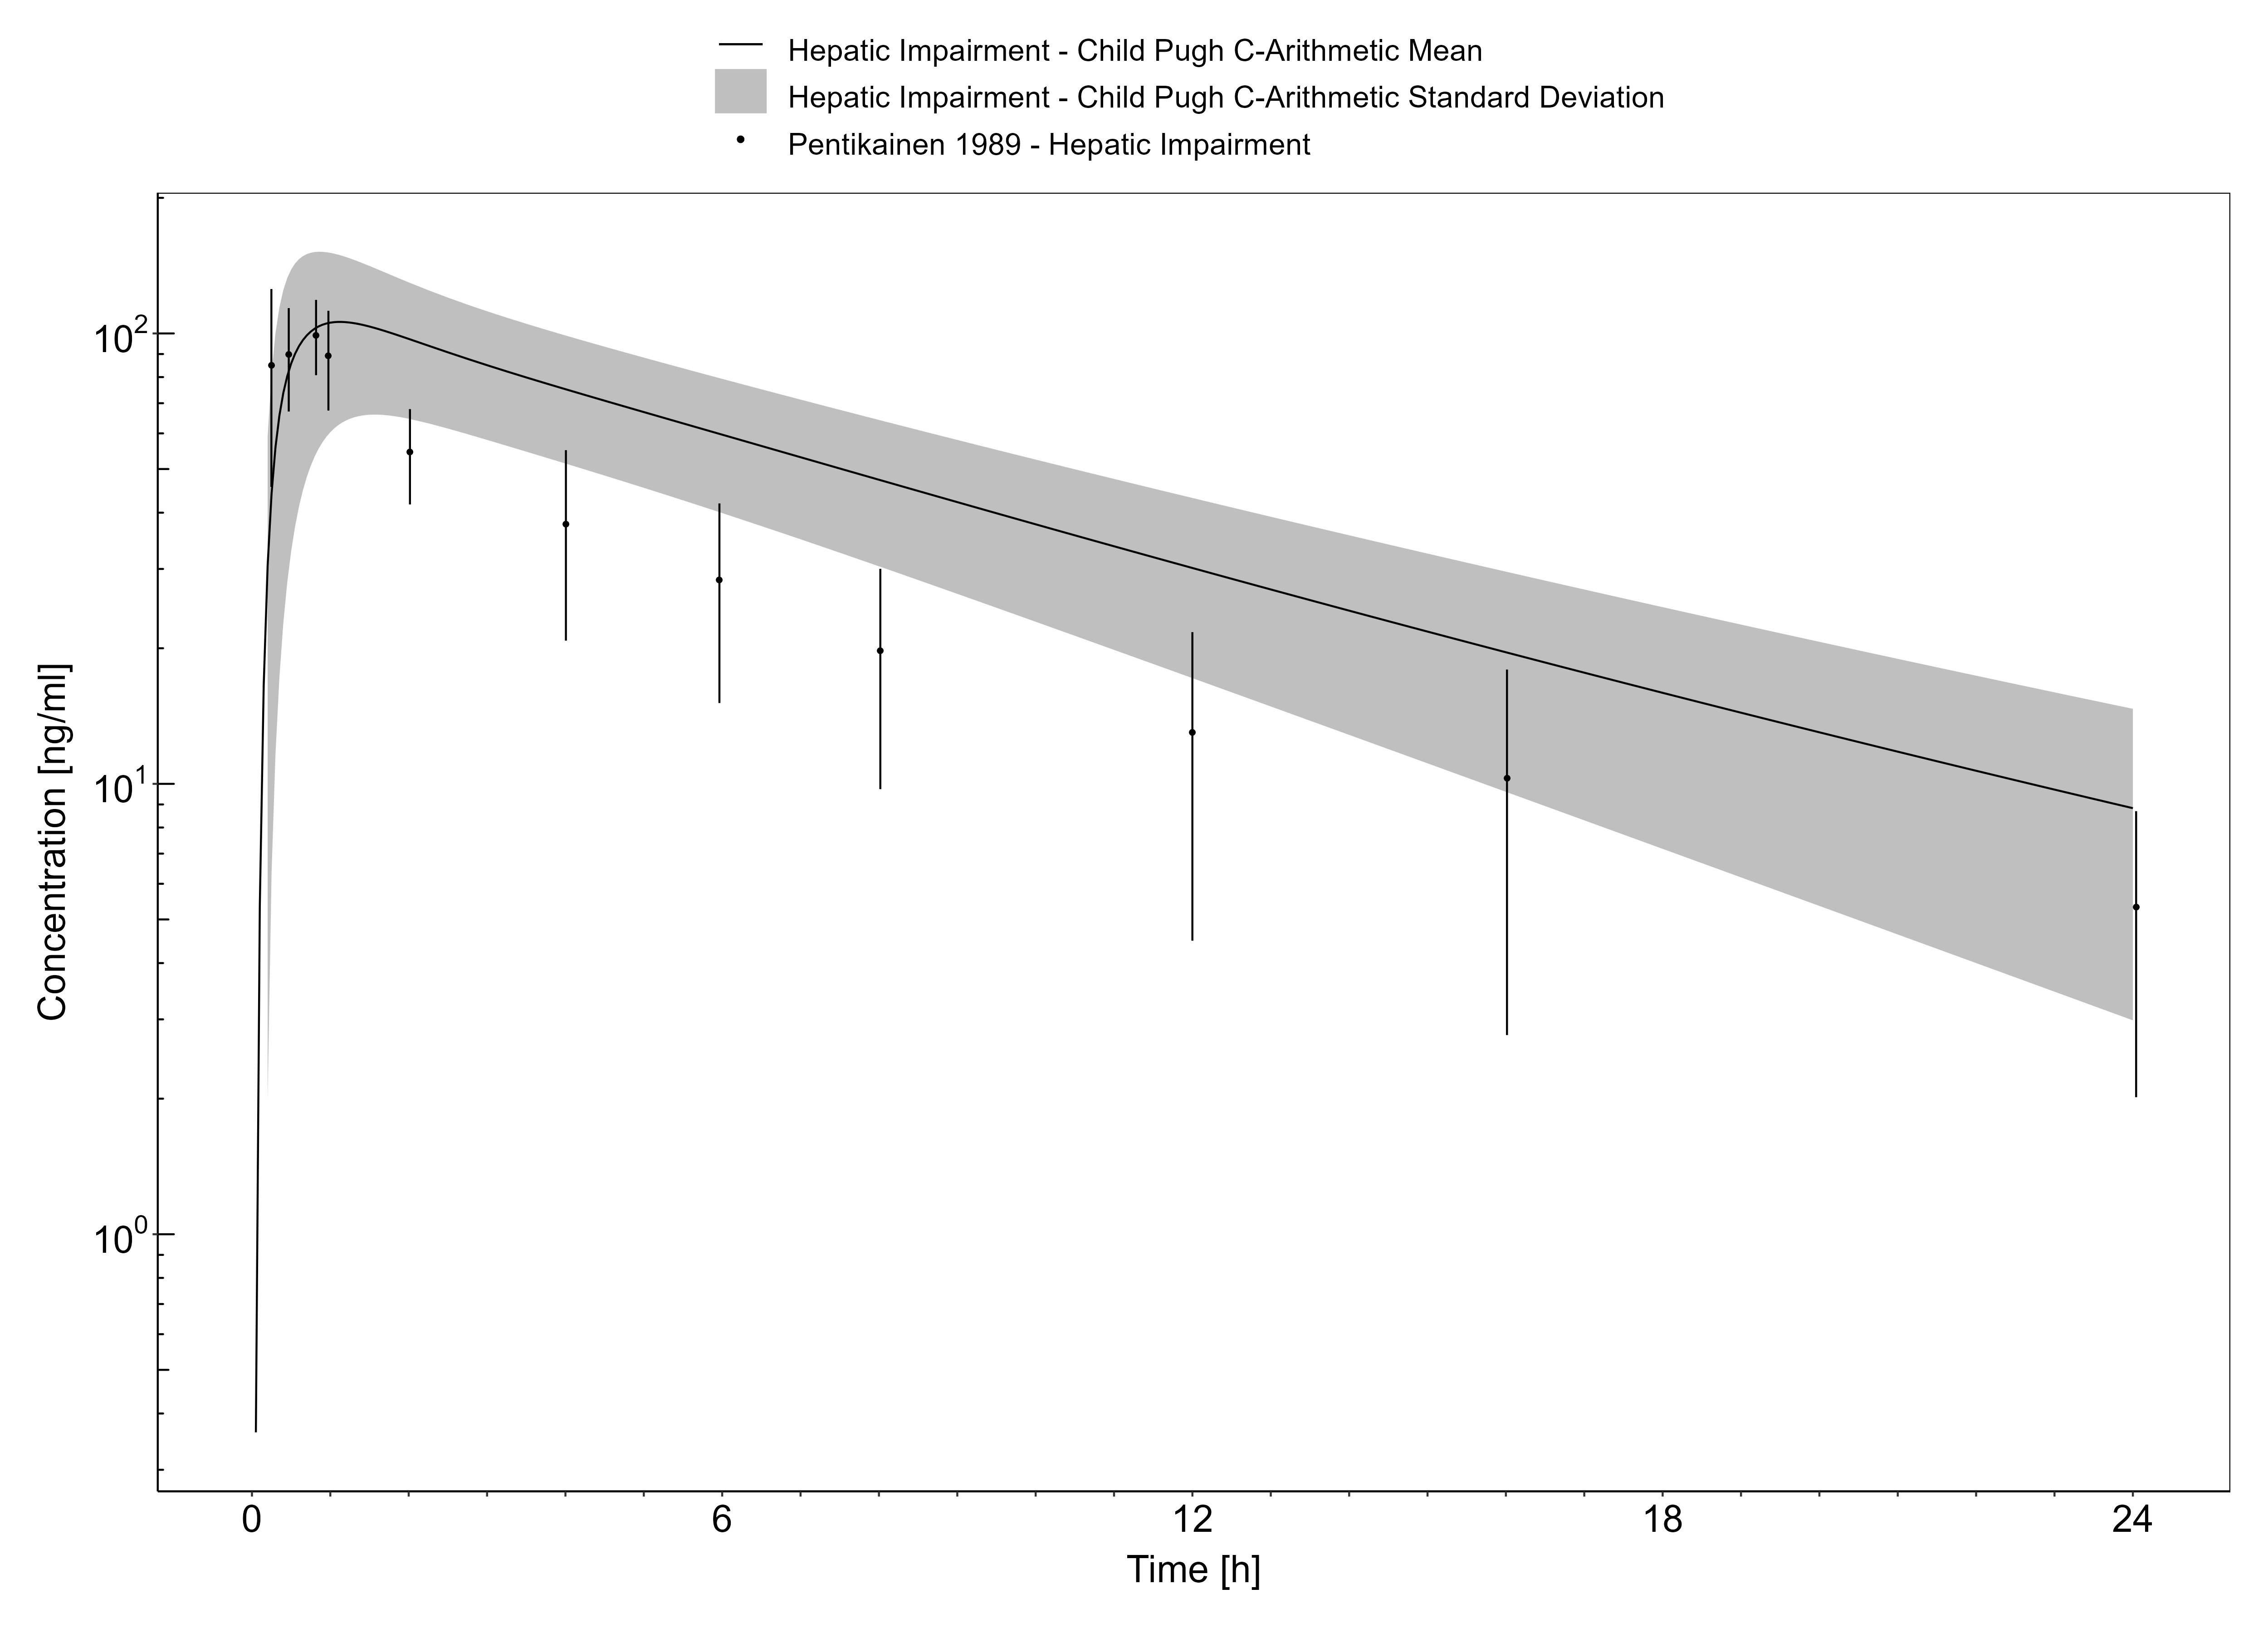 Hepatic Impairment - Child Pugh C-Arithmetic Mean
Hepatic Impairment - Child Pugh C-Arithmetic Standard Deviation
Pentikainen 1989 - Hepatic Impairment
Concentration [ng/ml]
10²
10¹
10⁰
0 6 12 18 24
Time [h]